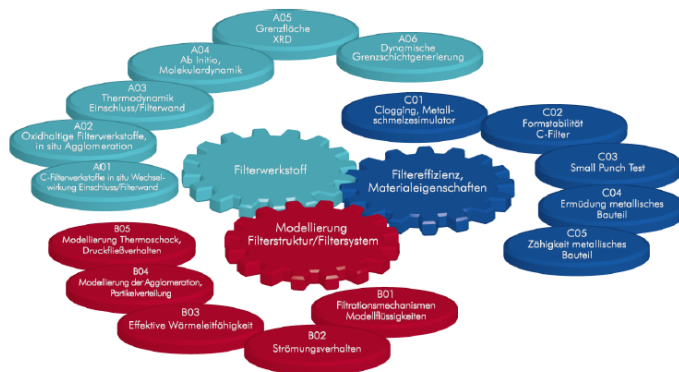 A05
Grenzfläche
XRD
A06
Dynamische
Grenzschichtgenerierung
A04
Ab Initio,
Molekulardynamik
A03
Thermodynamik
Einschluss/Filterwand
A02
Oxidhaltige Filterwerkstoffe,
in situ Agglomeration
A01
C-Filterwerkstoffe in situ Wechsel-
wirkung Einschluss/Filterwand
Filterwerkstoff
C01
Clogging, Metall-
schmelzesimulator
C02
Formstabilität
C-Filter
C03
Small Punch Test
C04
Ermüdung metallisches
Bauteil
C05
Zähigkeit metallisches
Bauteil
Filtereffizienz,
Materialeigenschaften
Modellierung
Filterstruktur/Filtersystem
B05
Modellierung Thermoschock,
Druckfließverhalten
B04
Modellierung der Agglomeration,
Partikelverteilung
B03
Effektive Wärmeleitfähigkeit
B02
Strömungsverhalten
B01
Filtrationsmechanismen
Modellflüssigkeiten